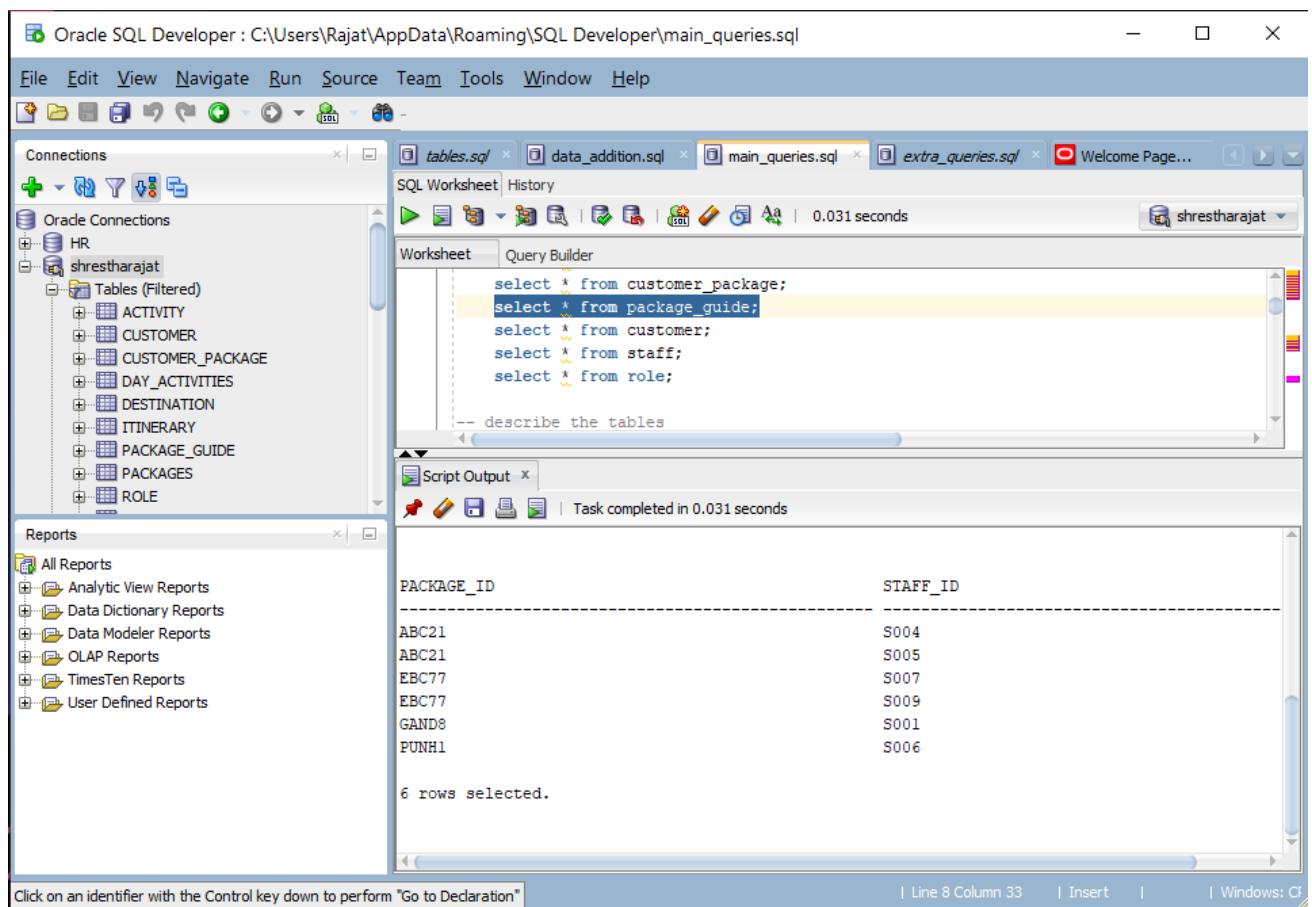 Oracle SQL Developer : C:\Users\Rajat\AppData\Roaming\SQL Developer\main_queries.sql
File Edit View Navigate Run Source Team Tools Window Help
Connections
Oracle Connections
HR
shrestharajat
Tables (Filtered)
ACTIVITY
CUSTOMER
CUSTOMER_PACKAGE
DAY_ACTIVITIES
DESTINATION
ITINERARY
PACKAGE_GUIDE
PACKAGES
ROLE
Reports
All Reports
Analytic View Reports
Data Dictionary Reports
Data Modeler Reports
OLAP Reports
TimesTen Reports
User Defined Reports
tables.sql data_addition.sql main_queries.sql extra_queries.sql Welcome Page...
SQL Worksheet History
0.031 seconds shrestharajat
Worksheet Query Builder
select * from customer_package;
select * from package_guide;
select * from customer;
select * from staff;
select * from role;
-- describe the tables
Script Output
Task completed in 0.031 seconds
PACKAGE_ID STAFF_ID
ABC21 S004
ABC21 S005
EBC77 S007
EBC77 S009
GAND8 S001
PUNH1 S006
6 rows selected.
Click on an identifier with the Control key down to perform "Go to Declaration" | Line 8 Column 33 | Insert | | Windows: